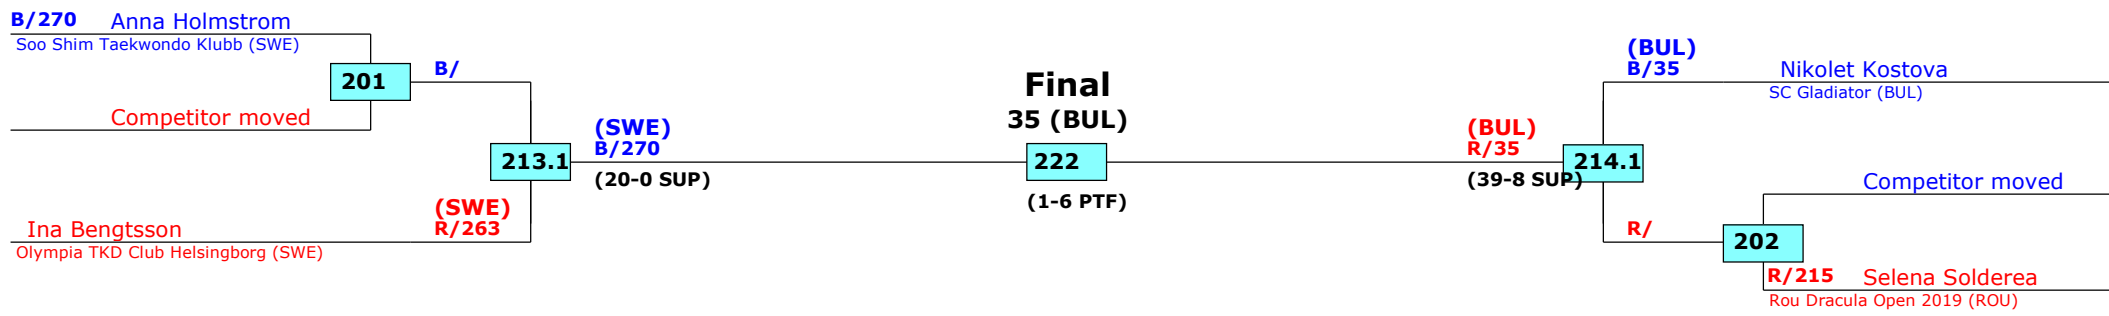 B/270 Anna Holmstrom
Soo Shim Taekwondo Klubb (SWE)
201
B/
Competitor moved
213.1
(SWE)
B/270
(20-0 SUP)
(SWE)
R/263
Ina Bengtsson
Olympia TKD Club Helsingborg (SWE)
Final
35 (BUL)
222
(1-6 PTF)
(BUL)
R/35
(39-8 SUP)
214.1
(BUL)
B/35
Nikolet Kostova
SC Gladiator (BUL)
Competitor moved
R/
202
R/215 Selena Solderea
Rou Dracula Open 2019 (ROU)